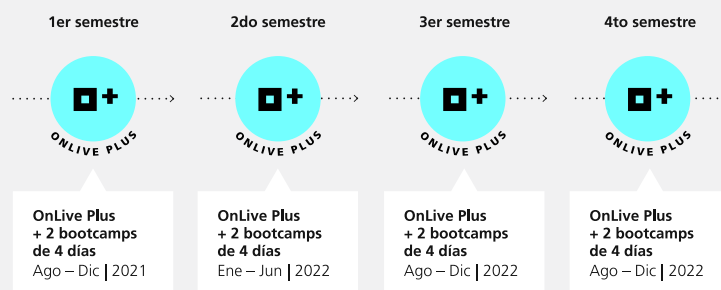 1er semestre
2do semestre
3er semestre
4to semestre
ONLIVE PLUS
ONLIVE PLUS
ONLIVE PLUS
ONLIVE PLUS
OnLive Plus
+ 2 bootcamps
de 4 días
Ago – Dic | 2021
OnLive Plus
+ 2 bootcamps
de 4 días
Ene – Jun | 2022
OnLive Plus
+ 2 bootcamps
de 4 días
Ago – Dic | 2022
OnLive Plus
+ 2 bootcamps
de 4 días
Ago – Dic | 2022